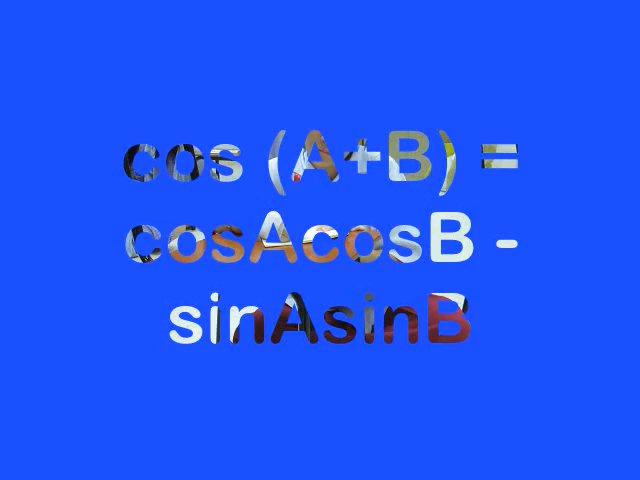 cos (A+B) =
cosAcosB -
sinAsinB